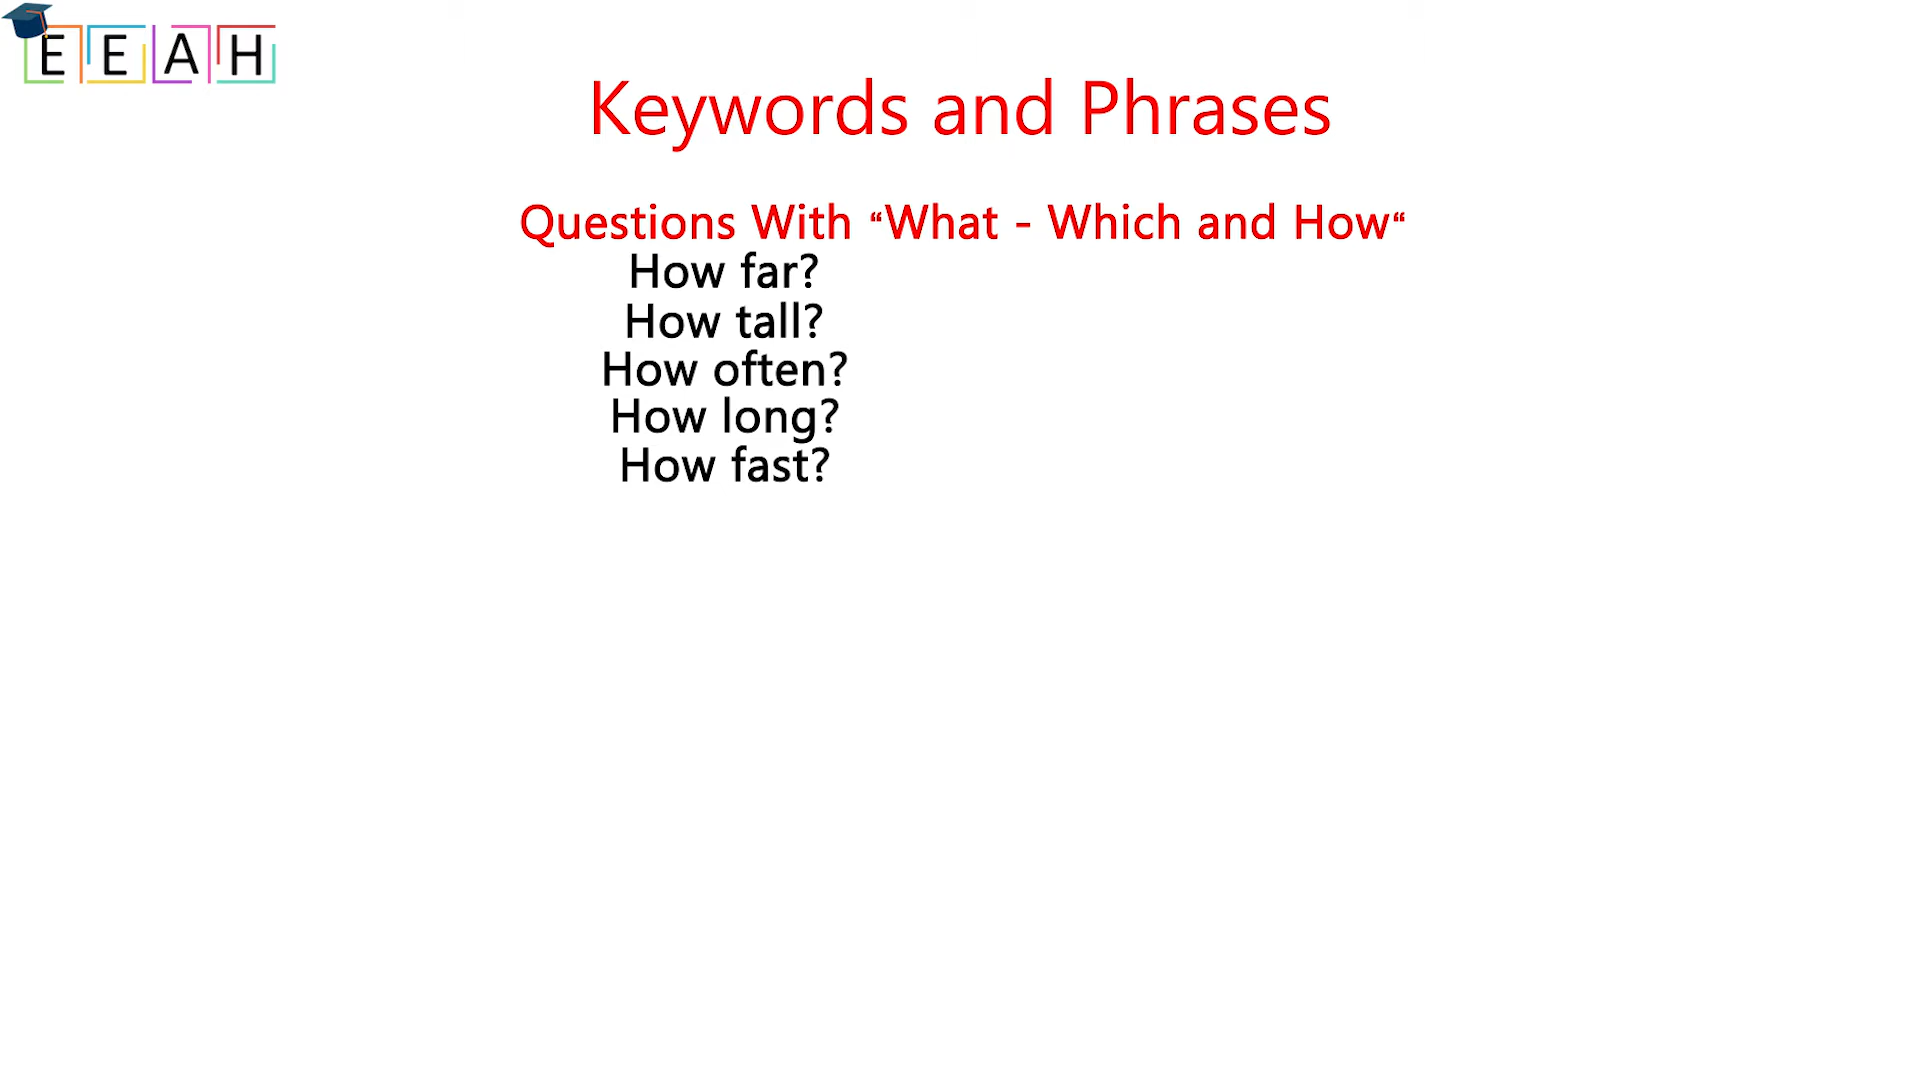 EEAH
Keywords and Phrases
Questions With “What - Which and How“
How far?
How tall?
How often?
How long?
How fast?